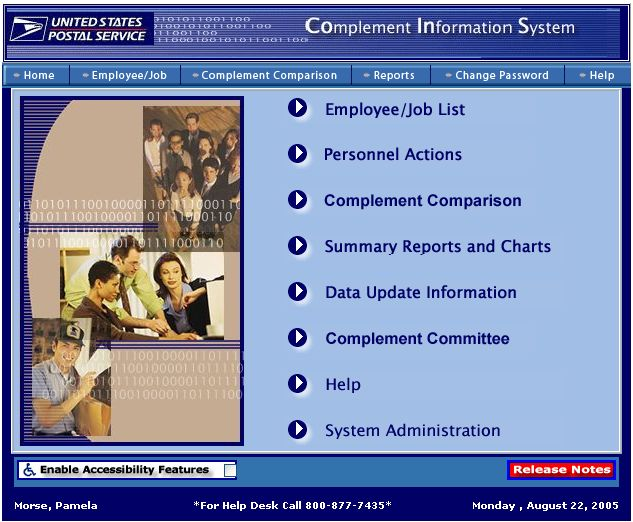 UNITED STATES
POSTAL SERVICE
COmplement INformation System
Home Employee/Job Complement Comparison Reports Change Password Help
Employee/Job List
Personnel Actions
Complement Comparison
Summary Reports and Charts
Data Update Information
Complement Committee
Help
System Administration
Enable Accessibility Features
Release Notes
Morse, Pamela *For Help Desk Call 800-877-7435* Monday , August 22, 2005